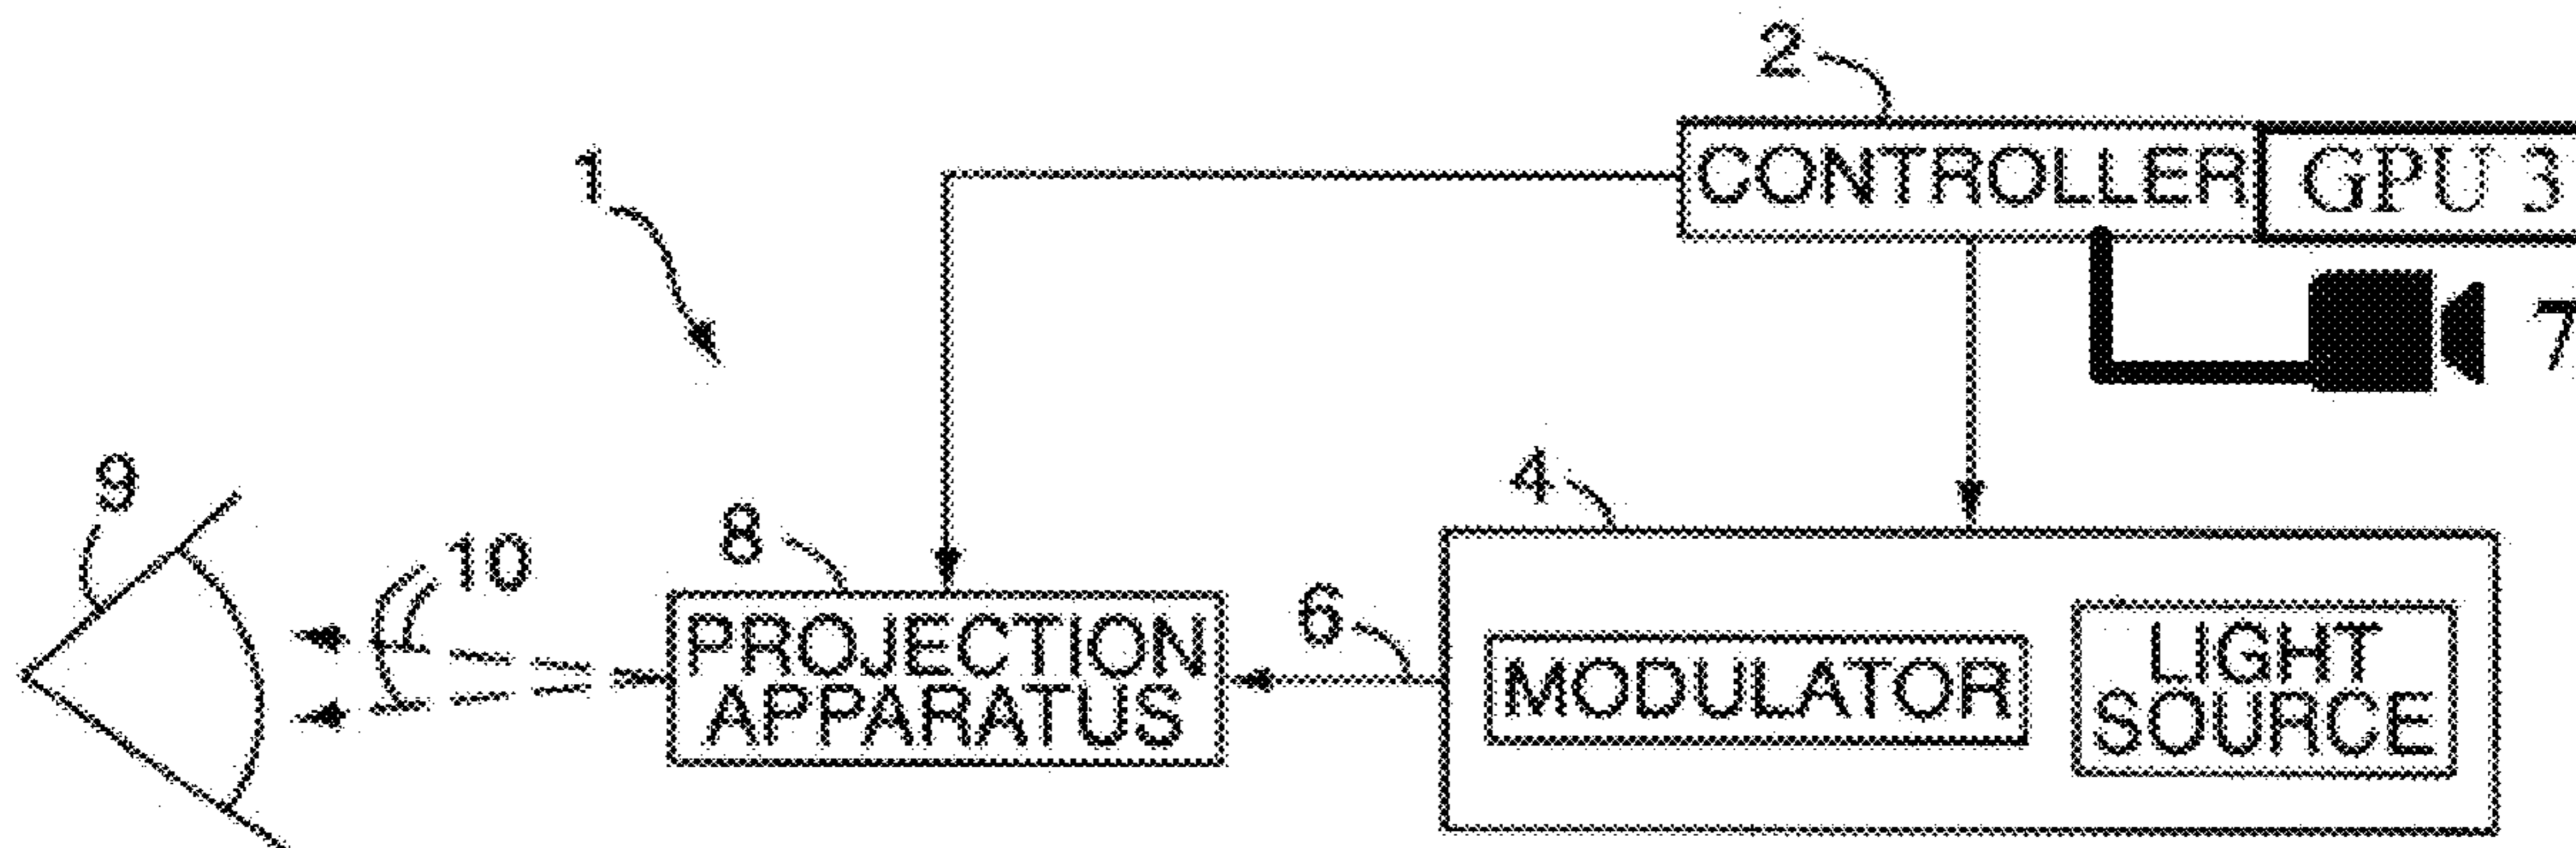 2
CONTROLLER
GPU 3
1
7
9
10
8
4
6
PROJECTION
APPARATUS
MODULATOR
LIGHT
SOURCE